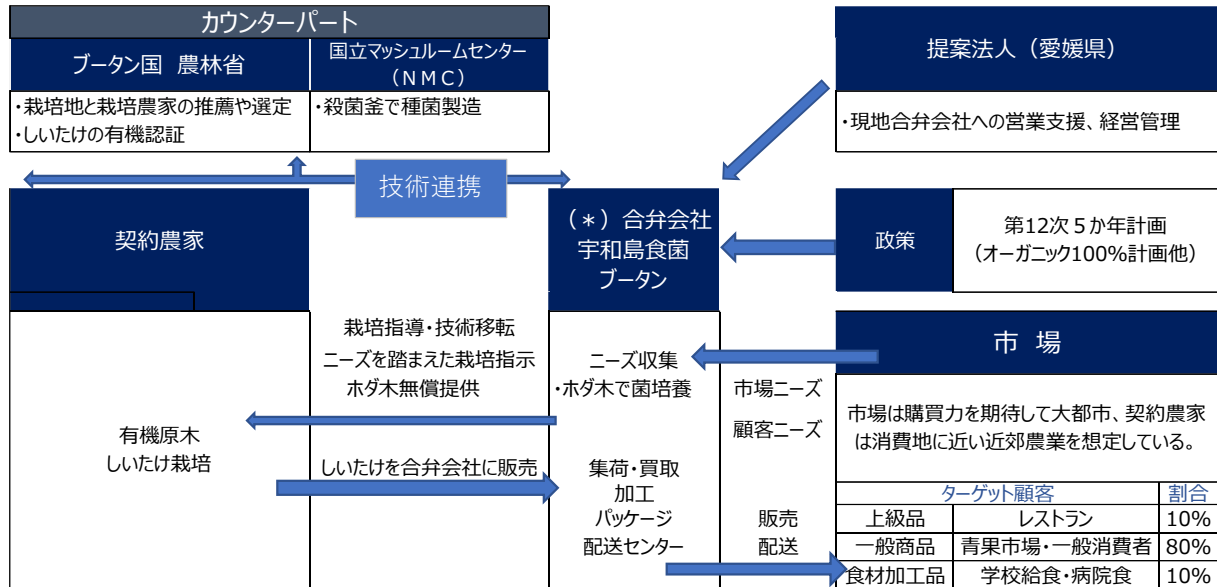 カウンターパート
ブータン国 農林省
国立マッシュルームセンター
（ＮＭＣ）
・栽培地と栽培農家の推薦や選定
・しいたけの有機認証
・殺菌釜で種菌製造
提案法人（愛媛県）
・現地合弁会社への営業支援、経営管理
技術連携
契約農家
（＊）合弁会社
宇和島食菌
ブータン
政策
第12次５か年計画
（オーガニック100%計画他）
栽培指導・技術移転
ニーズを踏まえた栽培指示
ホダ木無償提供
ニーズ収集
・ホダ木で菌培養
市場ニーズ
顧客ニーズ
市 場
市場は購買力を期待して大都市、契約農家
は消費地に近い近郊農業を想定している。
有機原木
しいたけ栽培
しいたけを合弁会社に販売
集荷・買取
加工
パッケージ
配送センター
販売
配送
ターゲット顧客 割合
上級品 レストラン 10%
一般商品 青果市場・一般消費者 80%
食材加工品 学校給食・病院食 10%